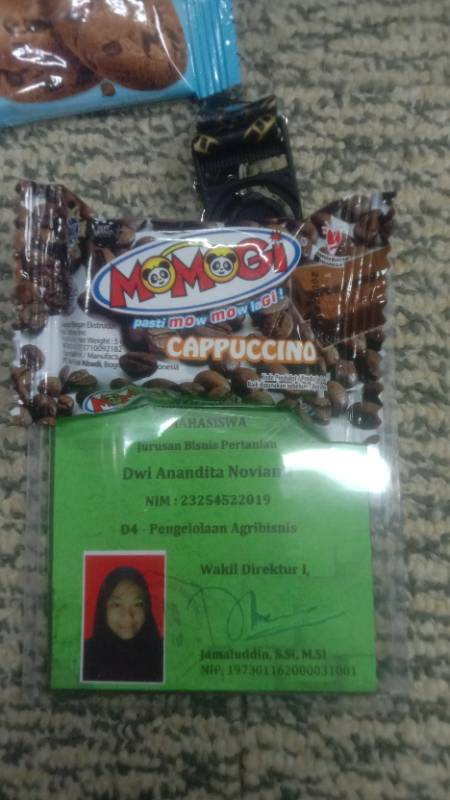 MOMOGI
pasti mow mow laGi!
CAPPUCCINO
MAHASISWA
Jurusan Bisnis Pertanian
Dwi Anandita Novian
NIM : 23254522019
D4 - Pengelolaan Agribisnis
Wakil Direktur I,
Jamaluddin, S.Si, M.Si
NIP. 197301162000031001